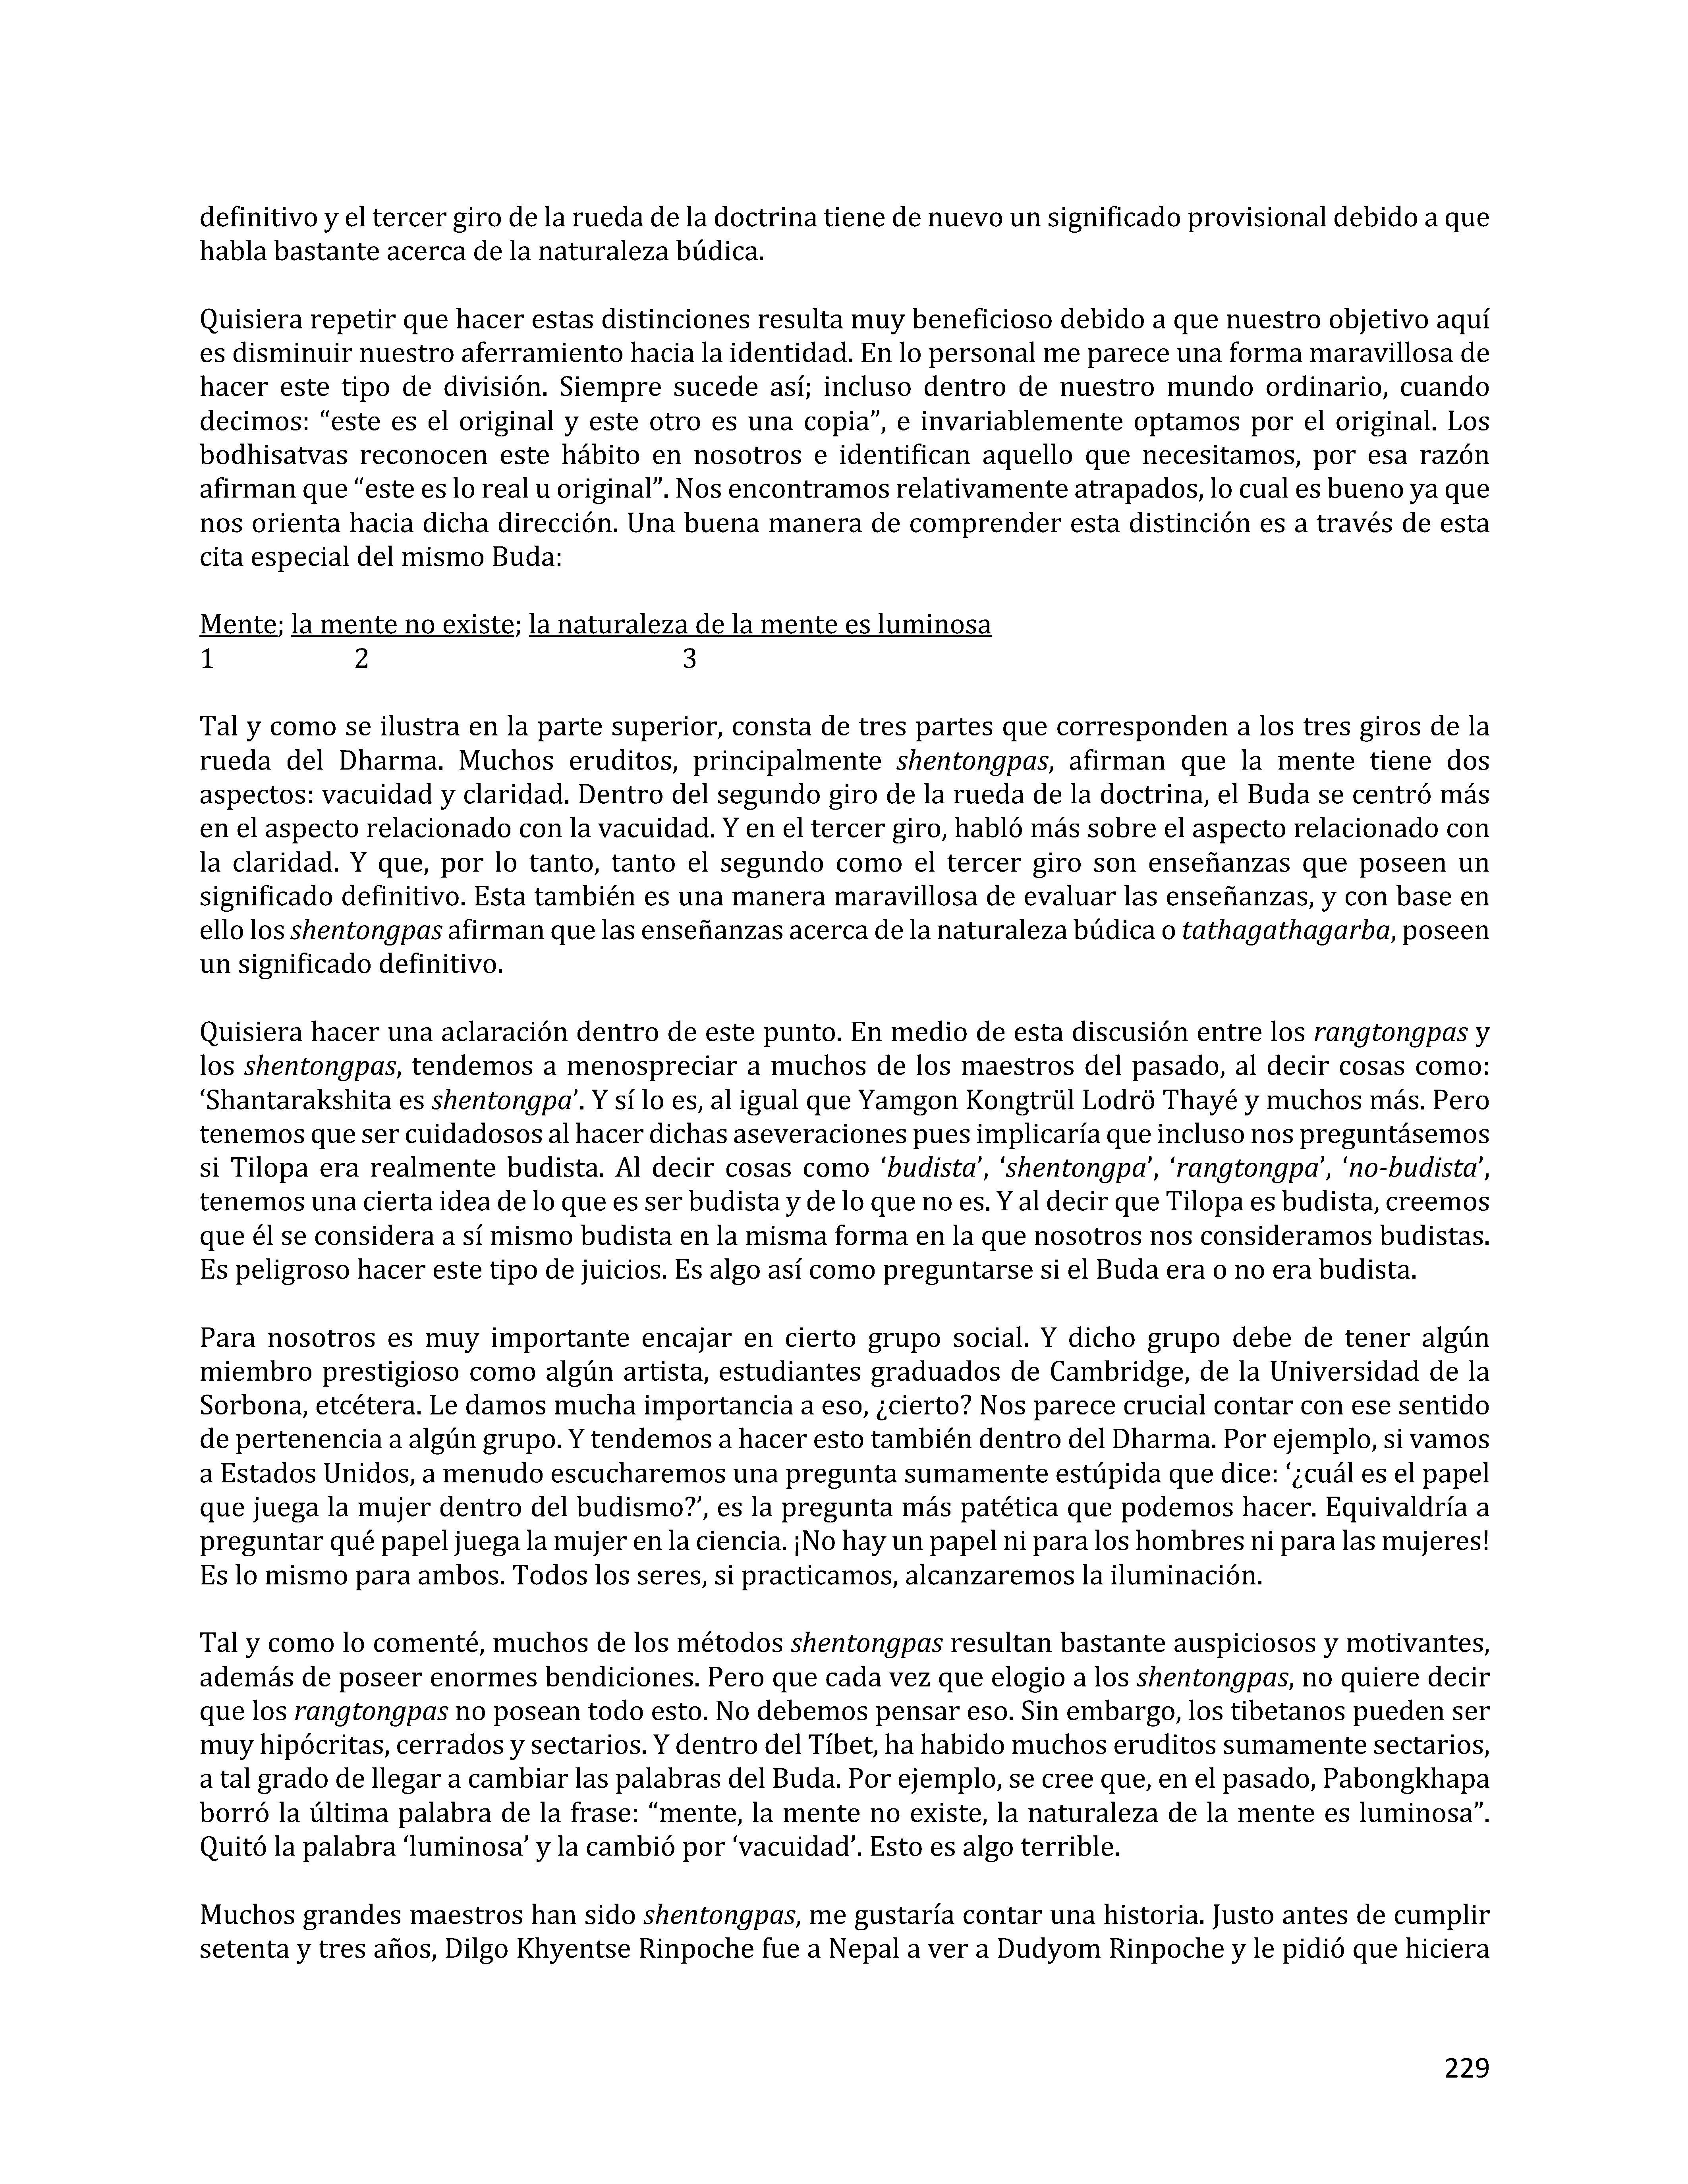 definitivo y el tercer giro de la rueda de la doctrina tiene de nuevo un significado provisional debido a que
habla bastante acerca de la naturaleza búdica.
Quisiera repetir que hacer estas distinciones resulta muy beneficioso debido a que nuestro objetivo aquí
es disminuir nuestro aferramiento hacia la identidad. En lo personal me parece una forma maravillosa de
hacer este tipo de división. Siempre sucede así; incluso dentro de nuestro mundo ordinario, cuando
decimos: “este es el original y este otro es una copia”, e invariablemente optamos por el original. Los
bodhisatvas reconocen este hábito en nosotros e identifican aquello que necesitamos, por esa razón
afirman que “este es lo real u original”. Nos encontramos relativamente atrapados, lo cual es bueno ya que
nos orienta hacia dicha dirección. Una buena manera de comprender esta distinción es a través de esta
cita especial del mismo Buda:
Mente; la mente no existe; la naturaleza de la mente es luminosa
1 2 3
Tal y como se ilustra en la parte superior, consta de tres partes que corresponden a los tres giros de la
rueda del Dharma. Muchos eruditos, principalmente shentongpas, afirman que la mente tiene dos
aspectos: vacuidad y claridad. Dentro del segundo giro de la rueda de la doctrina, el Buda se centró más
en el aspecto relacionado con la vacuidad. Y en el tercer giro, habló más sobre el aspecto relacionado con
la claridad. Y que, por lo tanto, tanto el segundo como el tercer giro son enseñanzas que poseen un
significado definitivo. Esta también es una manera maravillosa de evaluar las enseñanzas, y con base en
ello los shentongpas afirman que las enseñanzas acerca de la naturaleza búdica o tathagathagarba, poseen
un significado definitivo.
Quisiera hacer una aclaración dentro de este punto. En medio de esta discusión entre los rangtongpas y
los shentongpas, tendemos a menospreciar a muchos de los maestros del pasado, al decir cosas como:
‘Shantarakshita es shentongpa’. Y sí lo es, al igual que Yamgon Kongtrül Lodrö Thayé y muchos más. Pero
tenemos que ser cuidadosos al hacer dichas aseveraciones pues implicaría que incluso nos preguntásemos
si Tilopa era realmente budista. Al decir cosas como ‘budista’, ‘shentongpa’, ‘rangtongpa’, ‘no-budista’,
tenemos una cierta idea de lo que es ser budista y de lo que no es. Y al decir que Tilopa es budista, creemos
que él se considera a sí mismo budista en la misma forma en la que nosotros nos consideramos budistas.
Es peligroso hacer este tipo de juicios. Es algo así como preguntarse si el Buda era o no era budista.
Para nosotros es muy importante encajar en cierto grupo social. Y dicho grupo debe de tener algún
miembro prestigioso como algún artista, estudiantes graduados de Cambridge, de la Universidad de la
Sorbona, etcétera. Le damos mucha importancia a eso, ¿cierto? Nos parece crucial contar con ese sentido
de pertenencia a algún grupo. Y tendemos a hacer esto también dentro del Dharma. Por ejemplo, si vamos
a Estados Unidos, a menudo escucharemos una pregunta sumamente estúpida que dice: ‘¿cuál es el papel
que juega la mujer dentro del budismo?’, es la pregunta más patética que podemos hacer. Equivaldría a
preguntar qué papel juega la mujer en la ciencia. ¡No hay un papel ni para los hombres ni para las mujeres!
Es lo mismo para ambos. Todos los seres, si practicamos, alcanzaremos la iluminación.
Tal y como lo comenté, muchos de los métodos shentongpas resultan bastante auspiciosos y motivantes,
además de poseer enormes bendiciones. Pero que cada vez que elogio a los shentongpas, no quiere decir
que los rangtongpas no posean todo esto. No debemos pensar eso. Sin embargo, los tibetanos pueden ser
muy hipócritas, cerrados y sectarios. Y dentro del Tíbet, ha habido muchos eruditos sumamente sectarios,
a tal grado de llegar a cambiar las palabras del Buda. Por ejemplo, se cree que, en el pasado, Pabongkhapa
borró la última palabra de la frase: “mente, la mente no existe, la naturaleza de la mente es luminosa”.
Quitó la palabra ‘luminosa’ y la cambió por ‘vacuidad’. Esto es algo terrible.
Muchos grandes maestros han sido shentongpas, me gustaría contar una historia. Justo antes de cumplir
setenta y tres años, Dilgo Khyentse Rinpoche fue a Nepal a ver a Dudyom Rinpoche y le pidió que hiciera
229